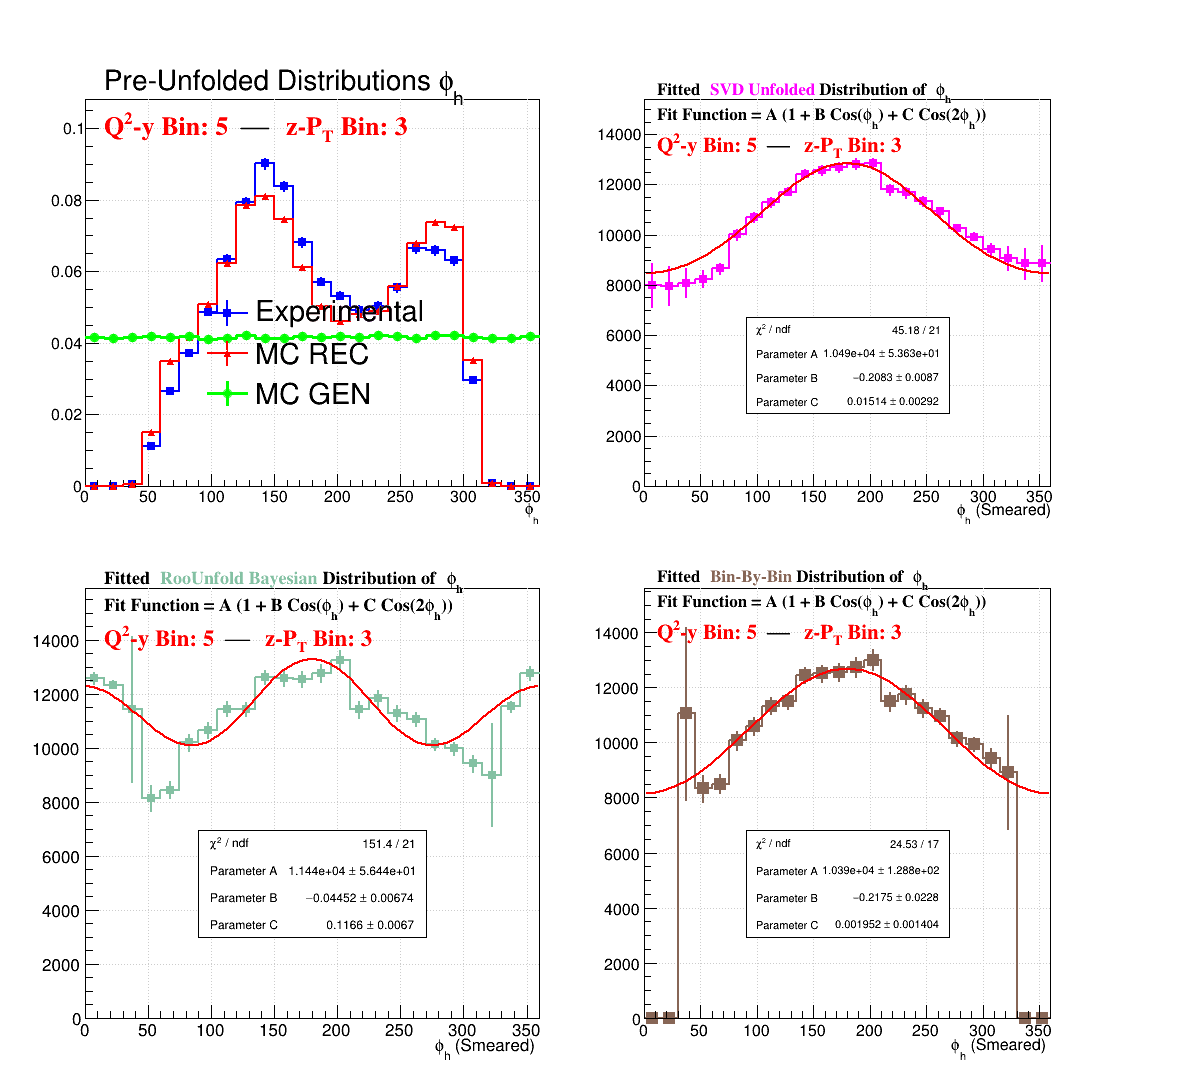 Pre-Unfolded Distributions ϕh
Q²-y Bin: 5 — z-PT Bin: 3
0.1
0.08
0.06
0.04
0.02
0
Experimental
MC REC
MC GEN
0 50 100 150 200 250 300 350
ϕh
Fitted SVD Unfolded Distribution of ϕh
Fit Function = A (1 + B Cos(ϕh) + C Cos(2ϕh))
Q²-y Bin: 5 — z-PT Bin: 3
14000
12000
10000
8000
6000
4000
2000
0
χ² / ndf 45.18 / 21
Parameter A 1.049e+04 ± 5.363e+01
Parameter B −0.2083 ± 0.0087
Parameter C 0.01514 ± 0.00292
0 50 100 150 200 250 300 350
ϕh (Smeared)
Fitted RooUnfold Bayesian Distribution of ϕh
Fit Function = A (1 + B Cos(ϕh) + C Cos(2ϕh))
Q²-y Bin: 5 — z-PT Bin: 3
14000
12000
10000
8000
6000
4000
2000
0
χ² / ndf 151.4 / 21
Parameter A 1.144e+04 ± 5.644e+01
Parameter B −0.04452 ± 0.00674
Parameter C 0.1166 ± 0.0067
0 50 100 150 200 250 300 350
ϕh (Smeared)
Fitted Bin-By-Bin Distribution of ϕh
Fit Function = A (1 + B Cos(ϕh) + C Cos(2ϕh))
Q²-y Bin: 5 — z-PT Bin: 3
14000
12000
10000
8000
6000
4000
2000
0
χ² / ndf 24.53 / 17
Parameter A 1.039e+04 ± 1.288e+02
Parameter B −0.2175 ± 0.0228
Parameter C 0.001952 ± 0.001404
0 50 100 150 200 250 300 350
ϕh (Smeared)